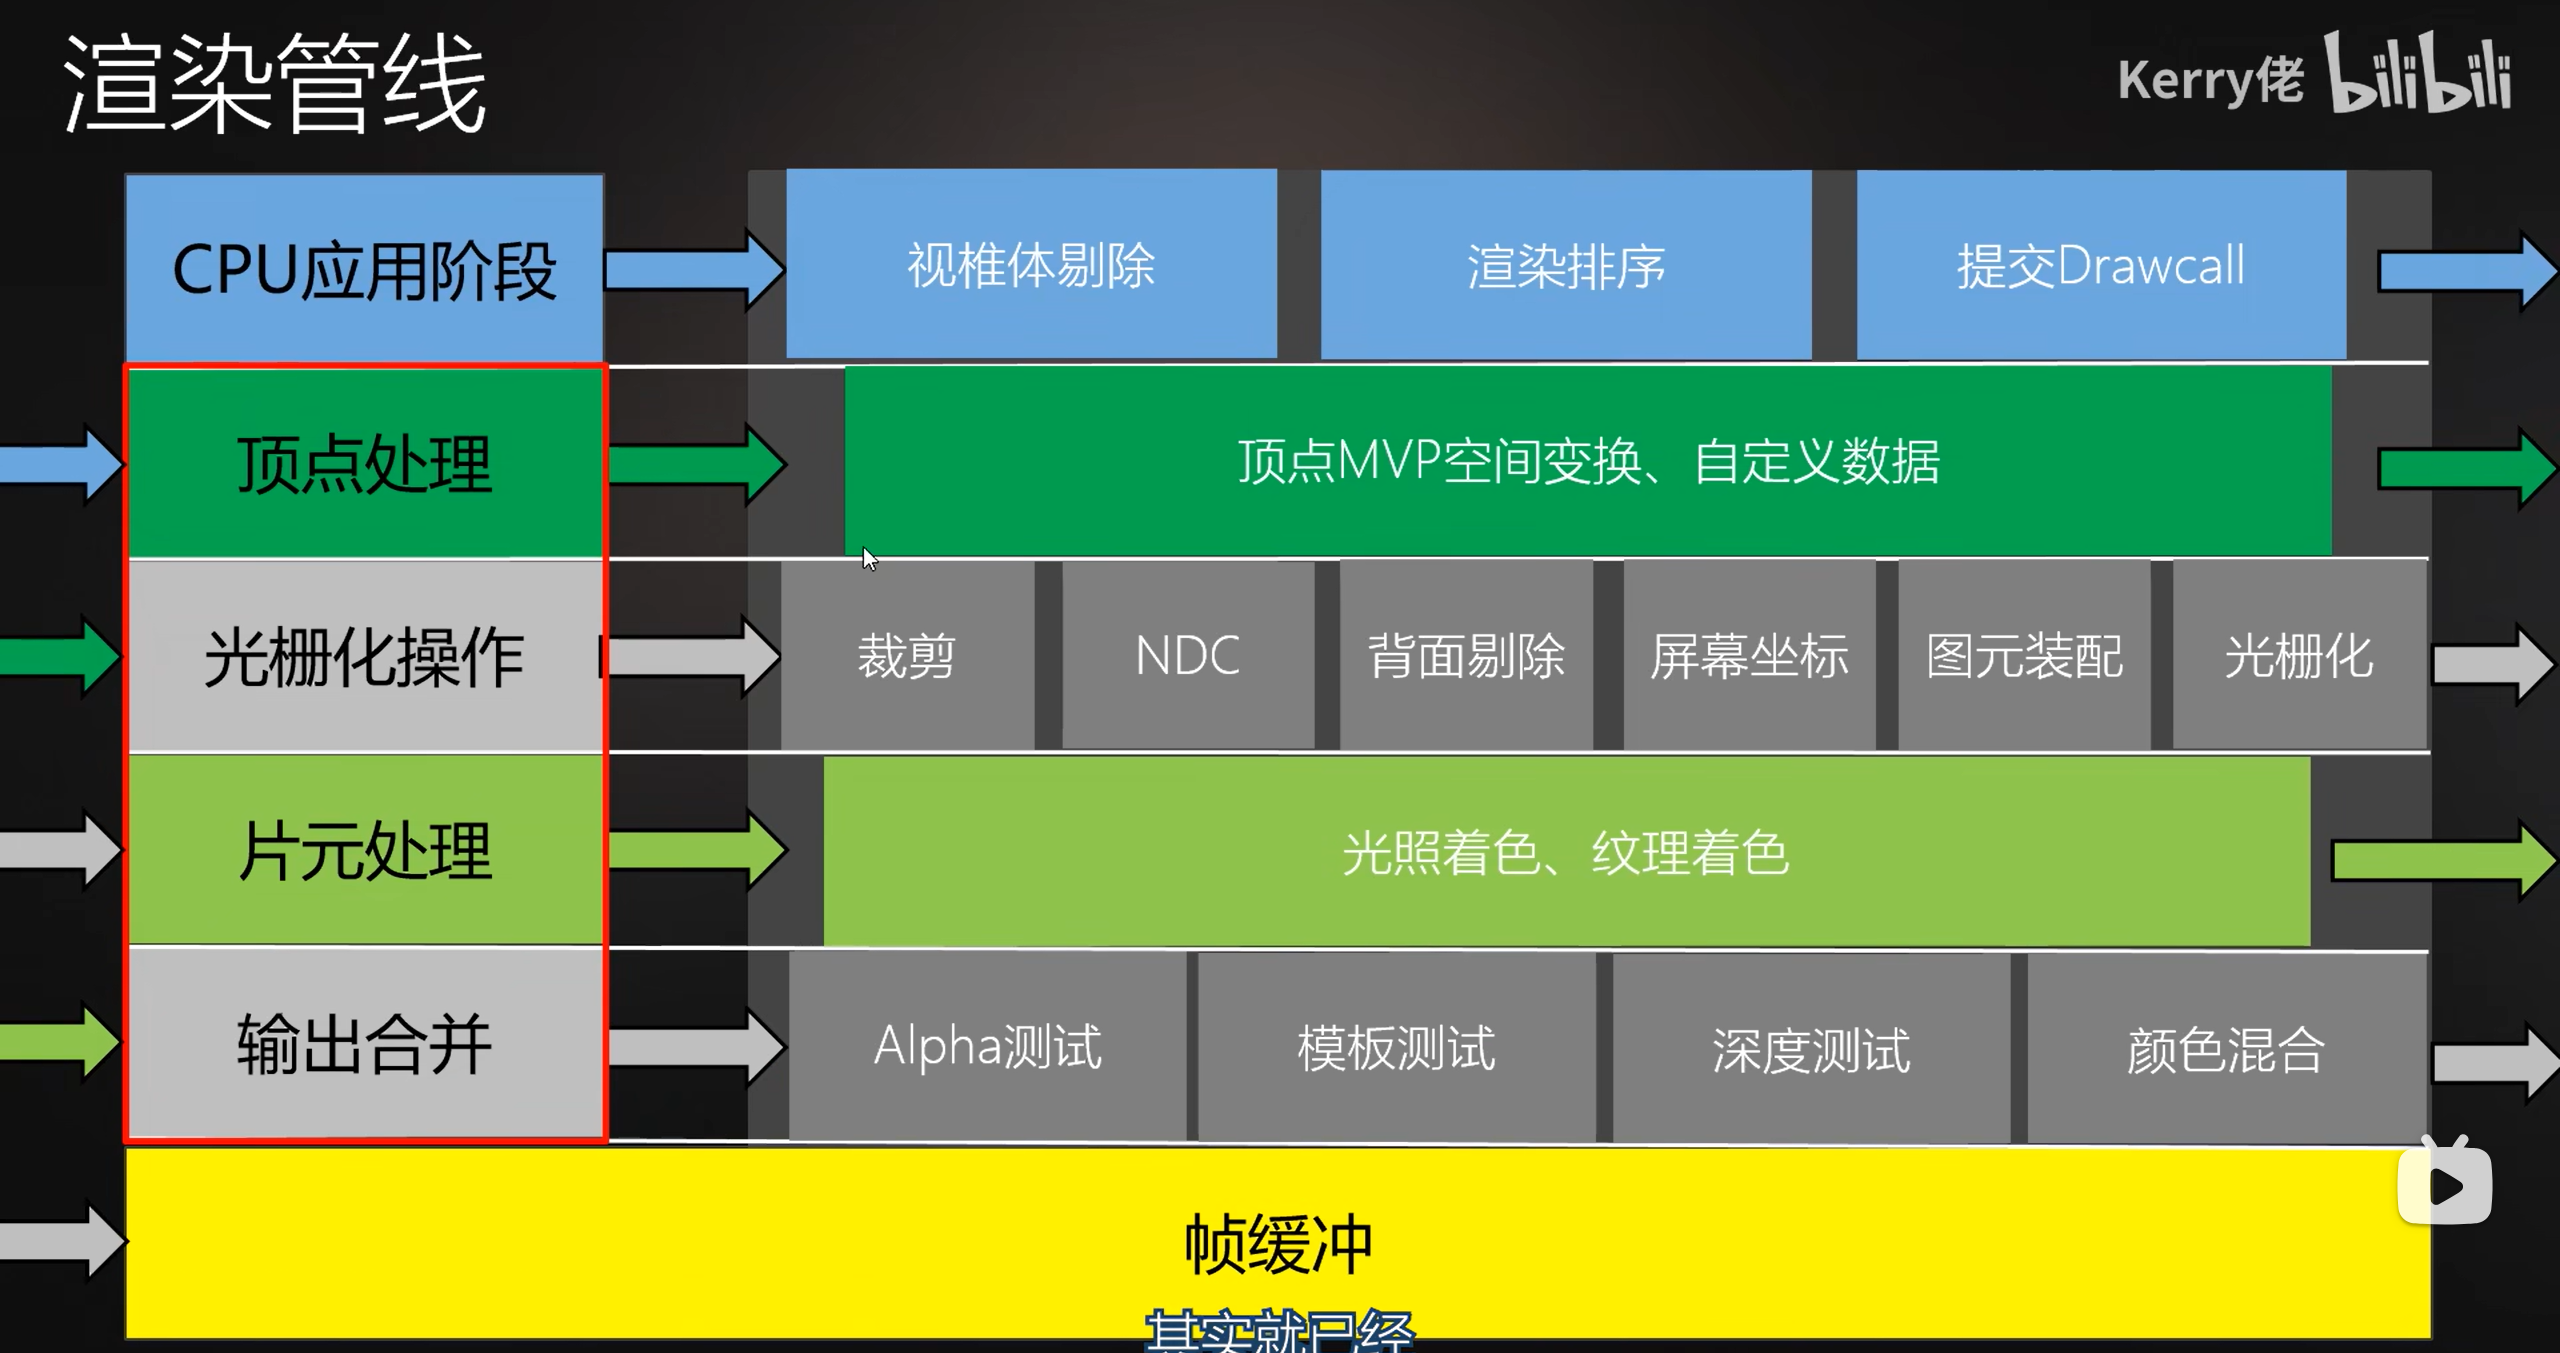 渲染管线
Kerry佬 bilibili
CPU应用阶段
视椎体剔除
渲染排序
提交Drawcall
顶点处理
顶点MVP空间变换、自定义数据
光栅化操作
裁剪
NDC
背面剔除
屏幕坐标
图元装配
光栅化
片元处理
光照着色、纹理着色
输出合并
Alpha测试
模板测试
深度测试
颜色混合
帧缓冲
其实就已经